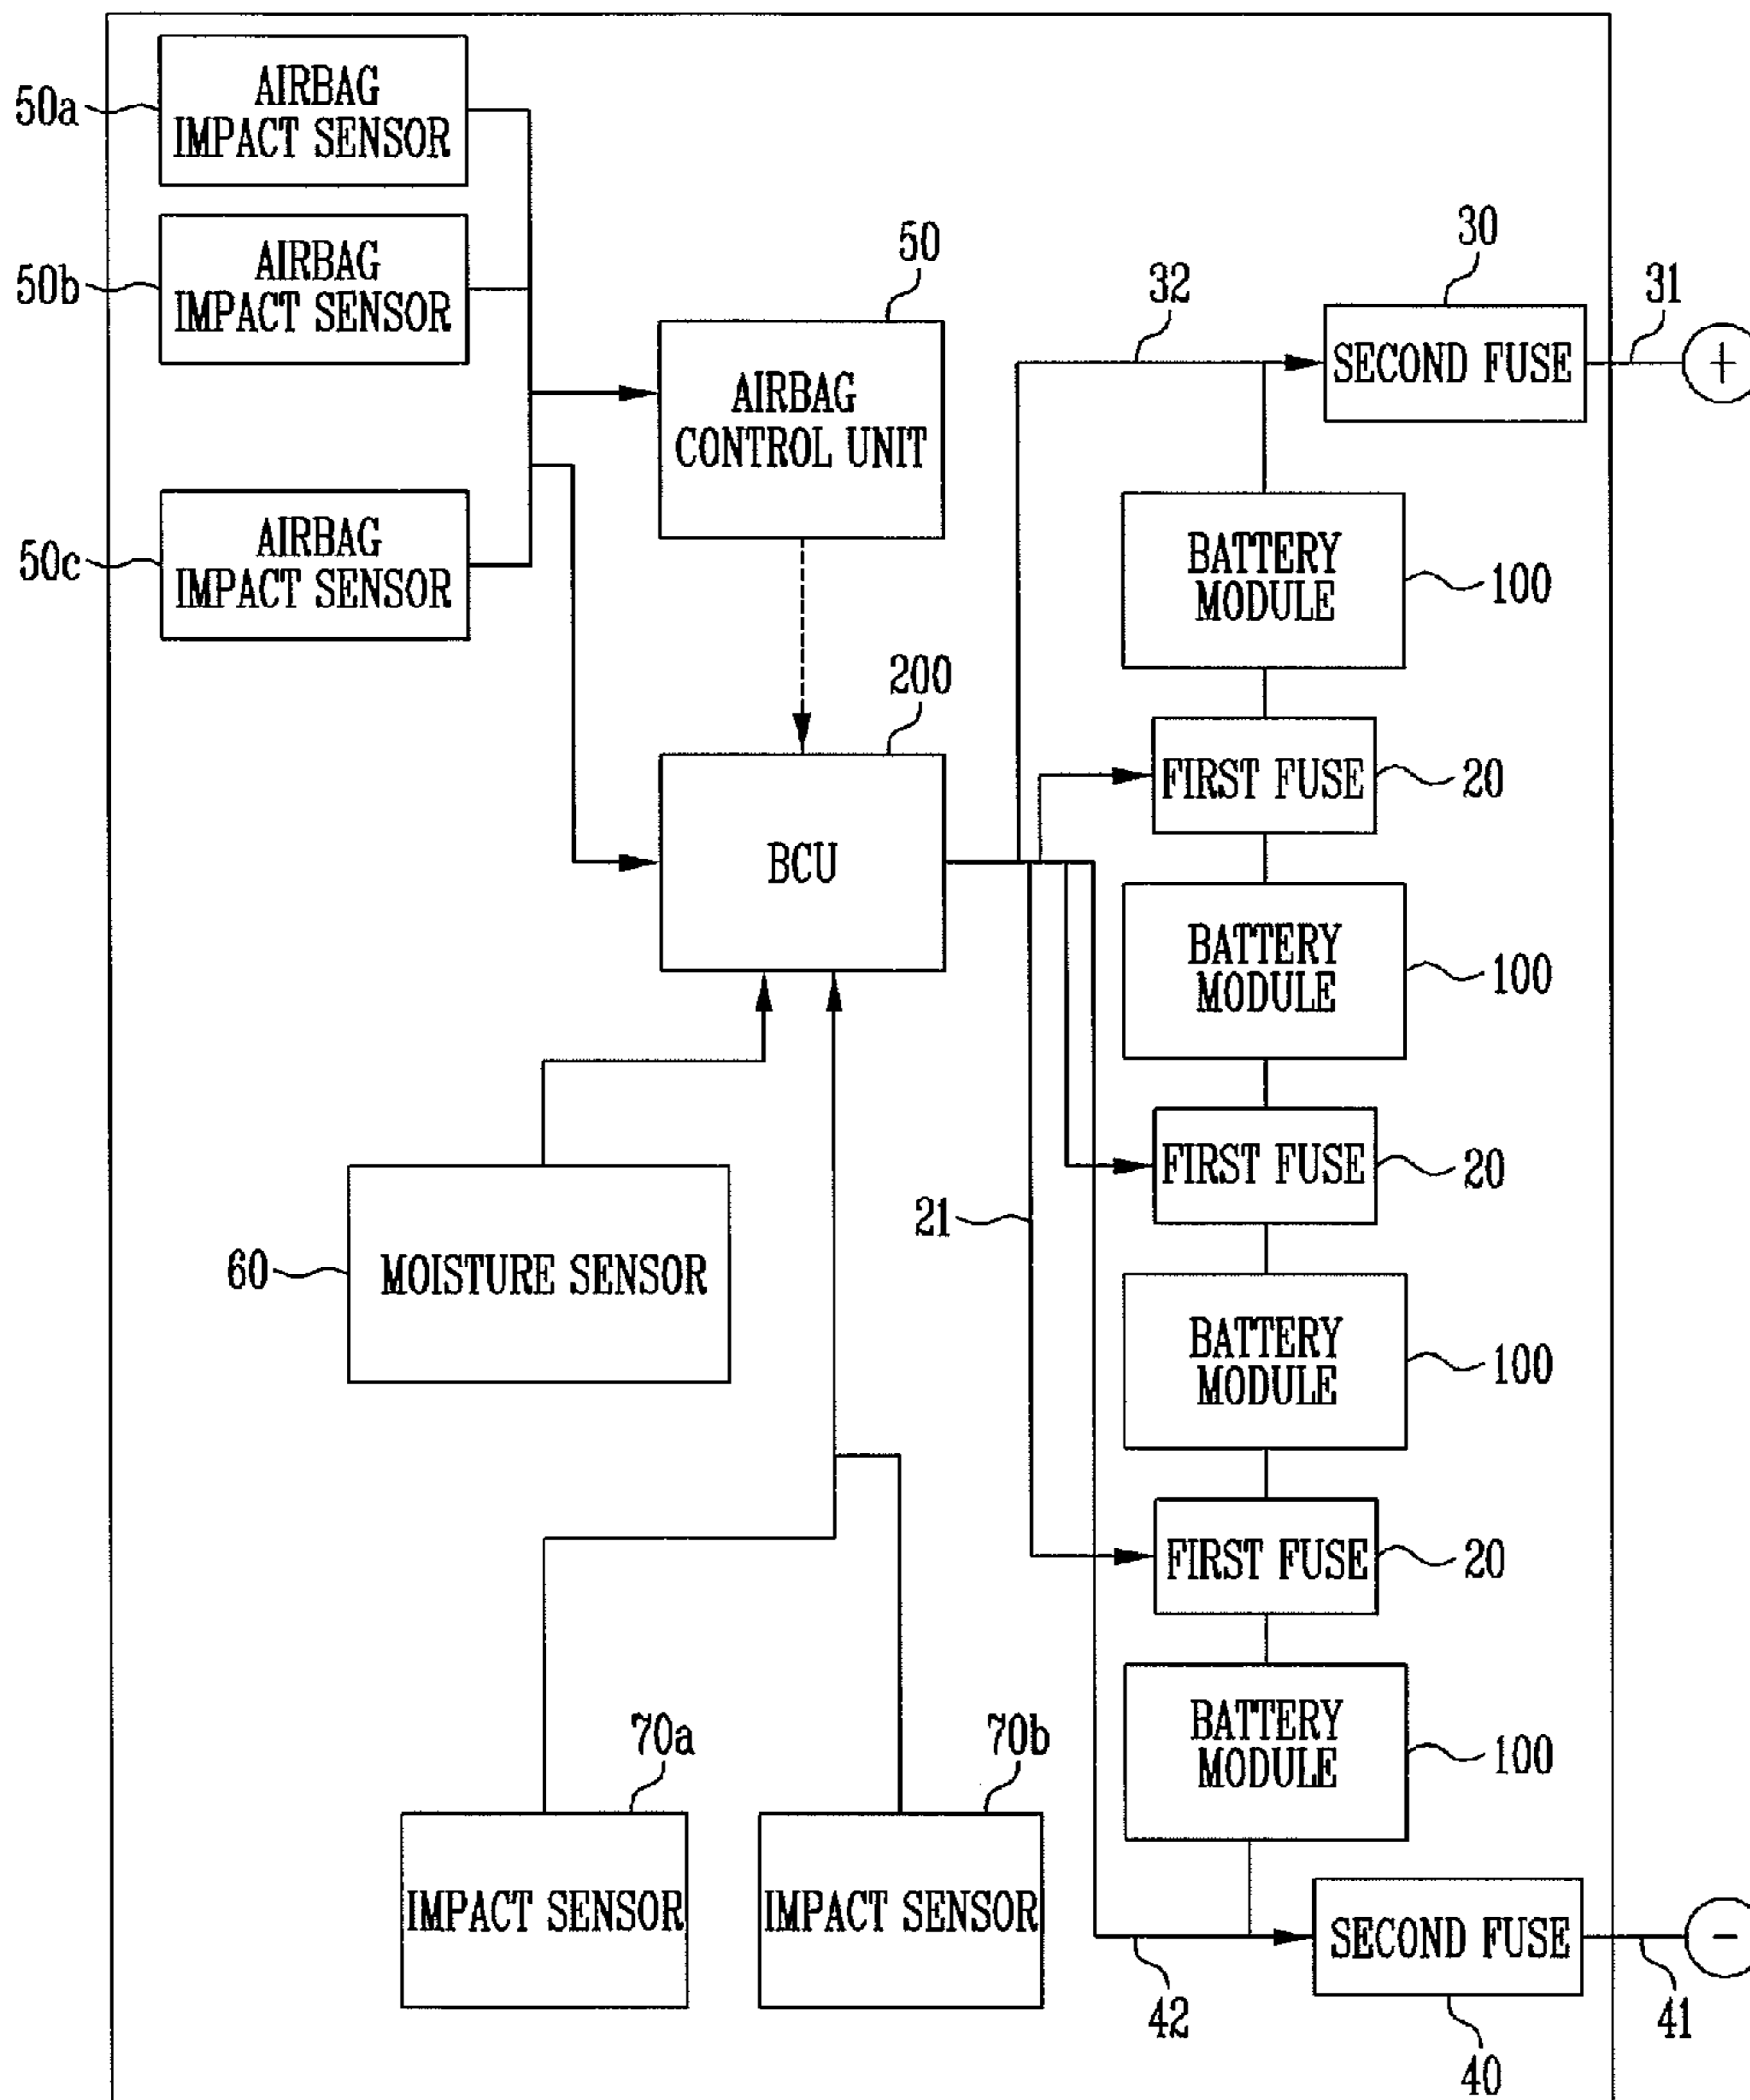 50a
AIRBAG
IMPACT SENSOR
50b
AIRBAG
IMPACT SENSOR
50
30
32
31
SECOND FUSE
+
AIRBAG
CONTROL UNIT
50c
AIRBAG
IMPACT SENSOR
BATTERY
MODULE
100
200
FIRST FUSE
20
BCU
BATTERY
MODULE
100
FIRST FUSE
20
21
60
MOISTURE SENSOR
BATTERY
MODULE
100
FIRST FUSE
20
70a
70b
BATTERY
MODULE
100
IMPACT SENSOR
IMPACT SENSOR
SECOND FUSE
-
42
41
40